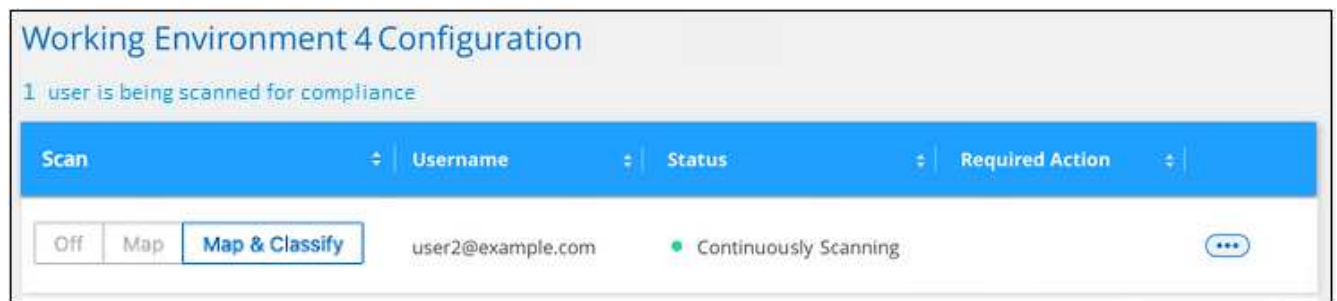 Working Environment 4 Configuration
1 user is being scanned for compliance
Scan Username Status Required Action
Off Map Map & Classify user2@example.com Continuously Scanning